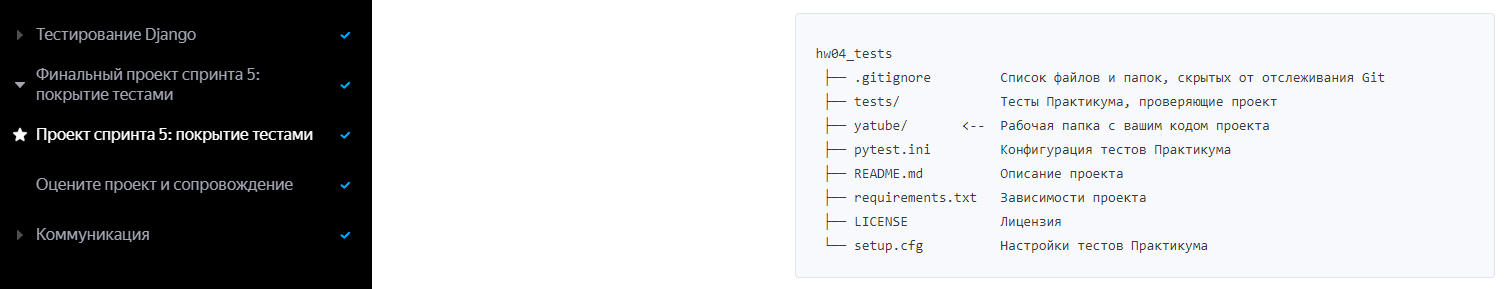 Тестирование Django
Финальный проект спринта 5:
покрытие тестами
Проект спринта 5: покрытие тестами
Оцените проект и сопровождение
Коммуникация
hw04_tests
├── .gitignore Список файлов и папок, скрытых от отслеживания Git
├── tests/ Тесты Практикума, проверяющие проект
├── yatube/ <-- Рабочая папка с вашим кодом проекта
├── pytest.ini Конфигурация тестов Практикума
├── README.md Описание проекта
├── requirements.txt Зависимости проекта
├── LICENSE Лицензия
└── setup.cfg Настройки тестов Практикума